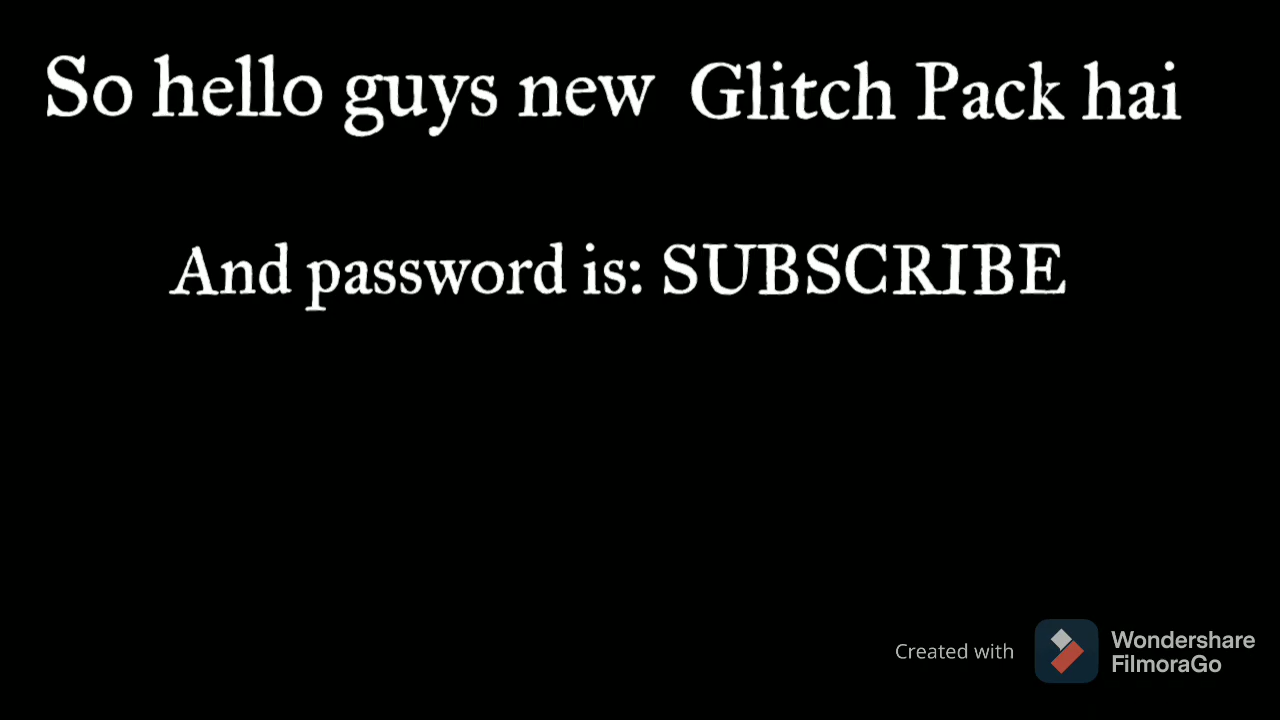 So hello guys new Glitch Pack hai
And password is: SUBSCRIBE
Created with Wondershare
FilmoraGo